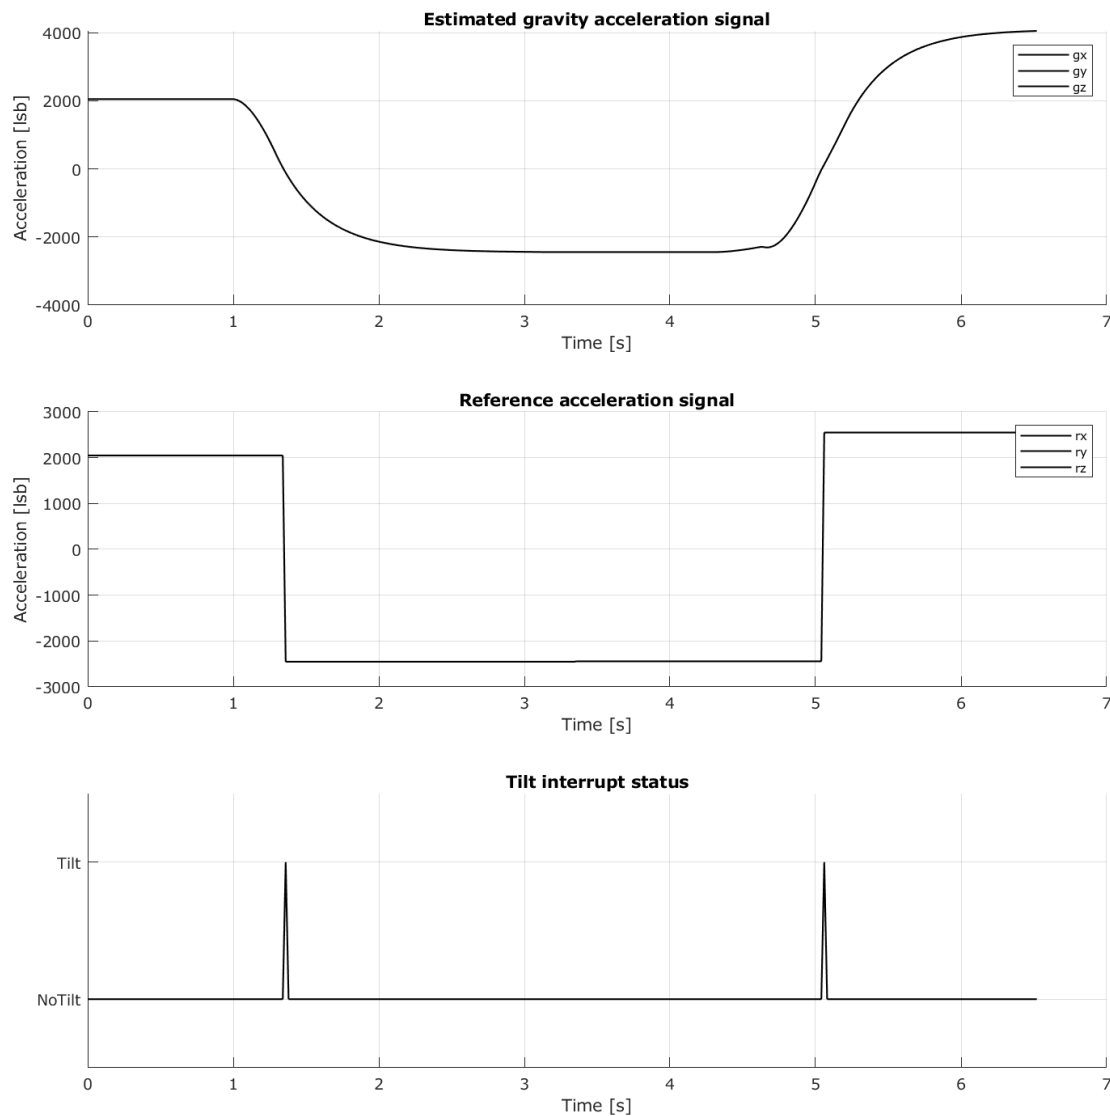 Estimated gravity acceleration signal
4000
2000
0
-2000
-4000
Acceleration [lsb]
gx
gy
gz
0 1 2 3 4 5 6 7
Time [s]
Reference acceleration signal
3000
2000
1000
0
-1000
-2000
-3000
Acceleration [lsb]
rx
ry
rz
0 1 2 3 4 5 6 7
Time [s]
Tilt interrupt status
Tilt
NoTilt
0 1 2 3 4 5 6 7
Time [s]